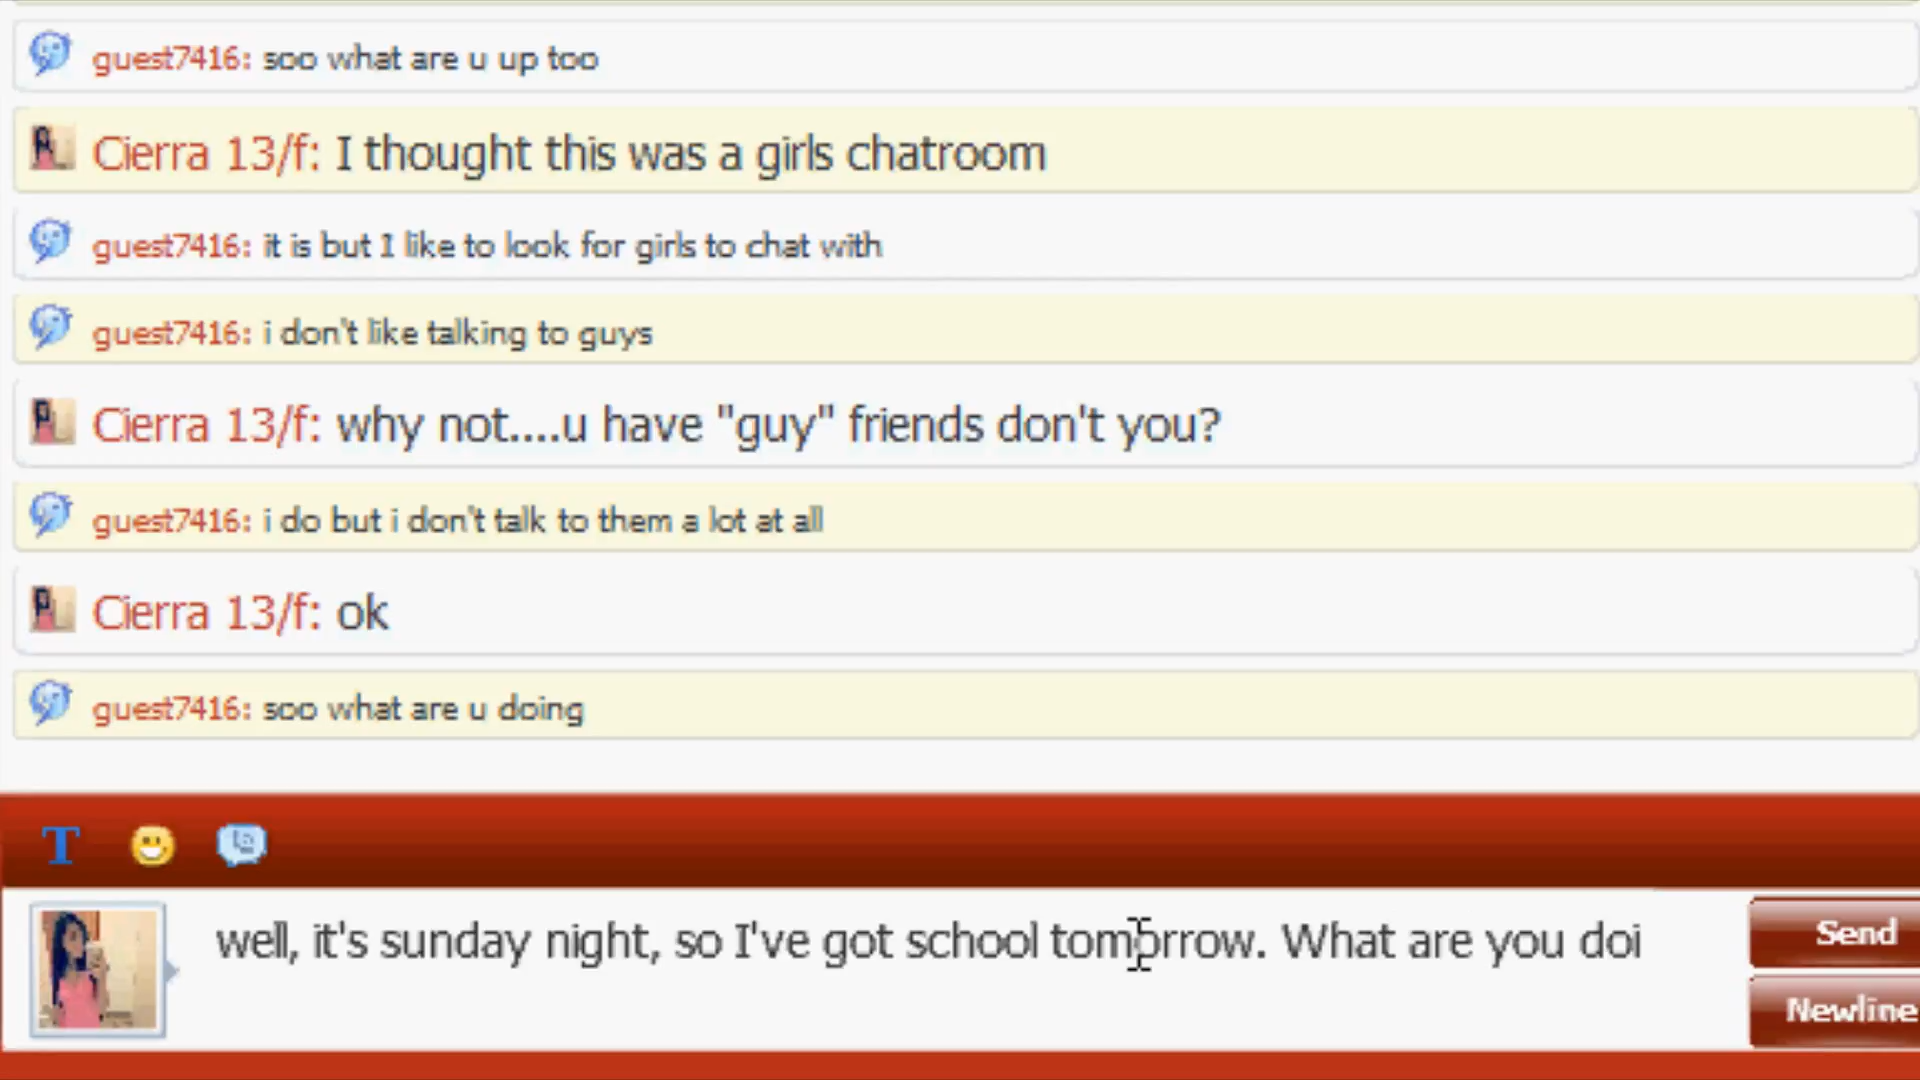 guest7416: soo what are u up too
Cierra 13/f: I thought this was a girls chatroom
guest7416: it is but I like to look for girls to chat with
guest7416: i don't like talking to guys
Cierra 13/f: why not....u have "guy" friends don't you?
guest7416: i do but i don't talk to them a lot at all
Cierra 13/f: ok
guest7416: soo what are u doing
T
well, it's sunday night, so I've got school tomorrow. What are you doi
Send
Newline